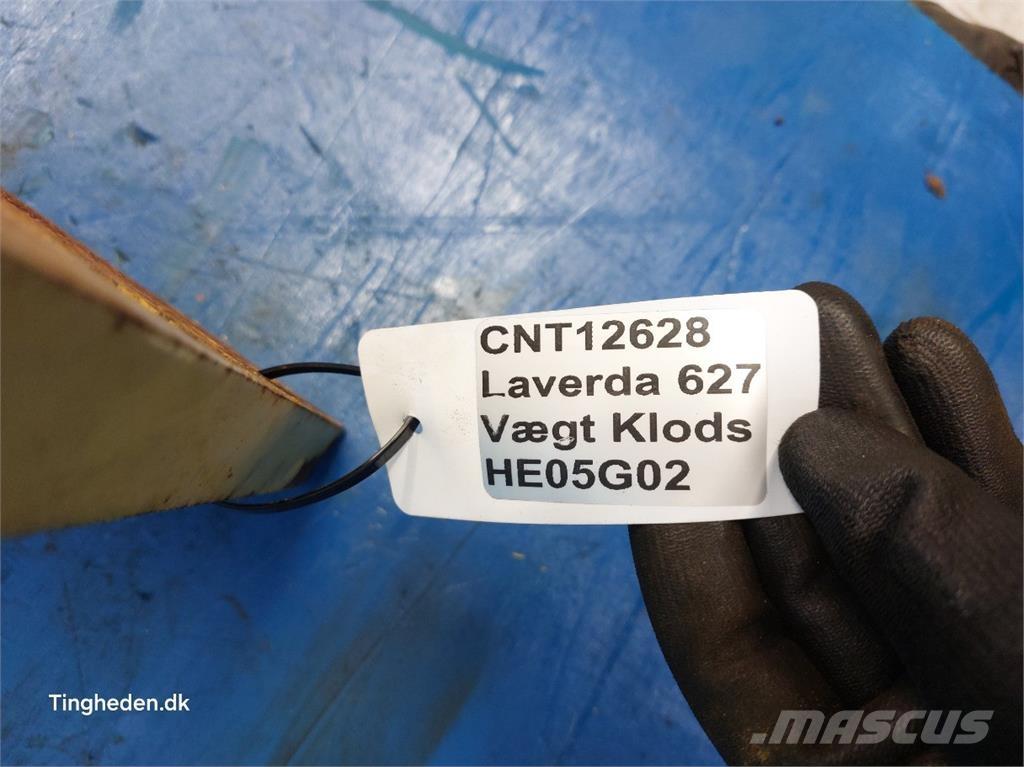 CNT12628
Laverda 627
Vægt Klods
HE05G02
Tingheden.dk
MASCUS